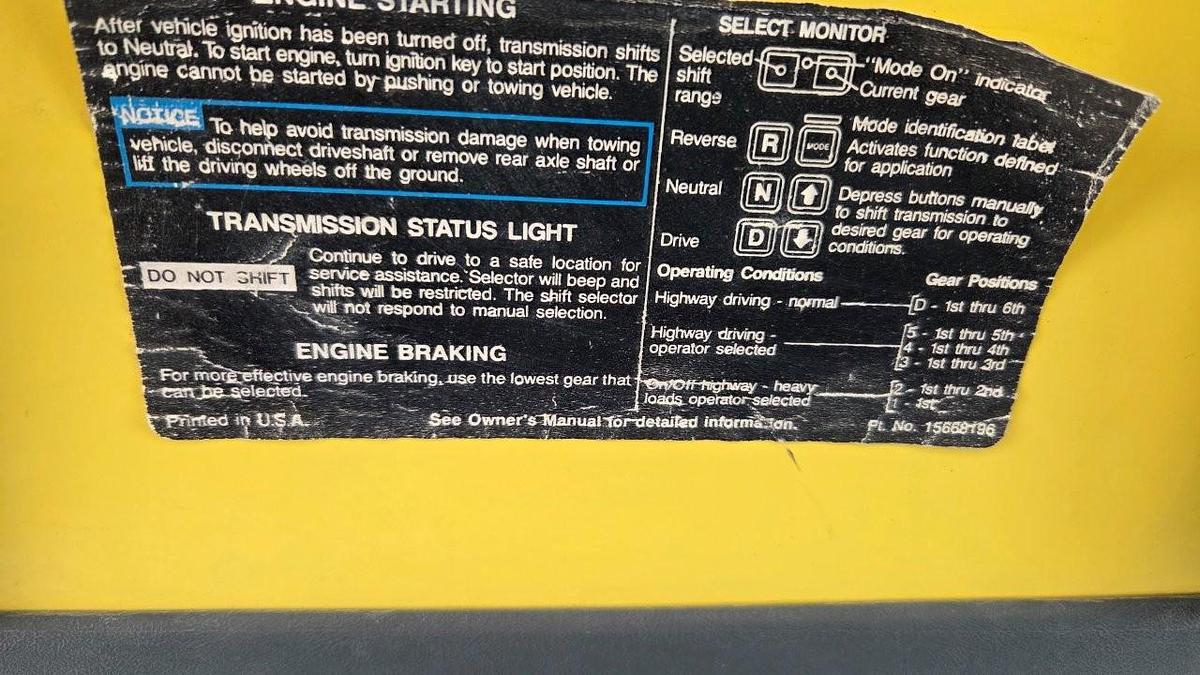 ENGINE STARTING
After vehicle ignition has been turned off, transmission shifts
to Neutral. To start engine, turn ignition key to start position. The
engine cannot be started by pushing or towing vehicle.
NOTICE To help avoid transmission damage when towing
vehicle, disconnect driveshaft or remove rear axle shaft or
lift the driving wheels off the ground.
TRANSMISSION STATUS LIGHT
DO NOT SHIFT
Continue to drive to a safe location for
service assistance. Selector will beep and
shifts will be restricted. The shift selector
will not respond to manual selection.
ENGINE BRAKING
For more effective engine braking, use the lowest gear that
can be selected.
Printed in U.S.A.
See Owner's Manual for detailed information.
SELECT MONITOR
Selected
shift
range
"Mode On" indicator
Current gear
Reverse R MODE
Mode identification label
Activates function defined
for application
Neutral N
Depress buttons manually
to shift transmission to
desired gear for operating
conditions.
Drive D
Operating Conditions Gear Positions
Highway driving - normal D - 1st thru 6th
Highway driving -
operator selected
5 - 1st thru 5th
4 - 1st thru 4th
3 - 1st thru 3rd
On/Off highway - heavy
loads operator selected
2 - 1st thru 2nd
1 - 1st
Pt. No. 15668196